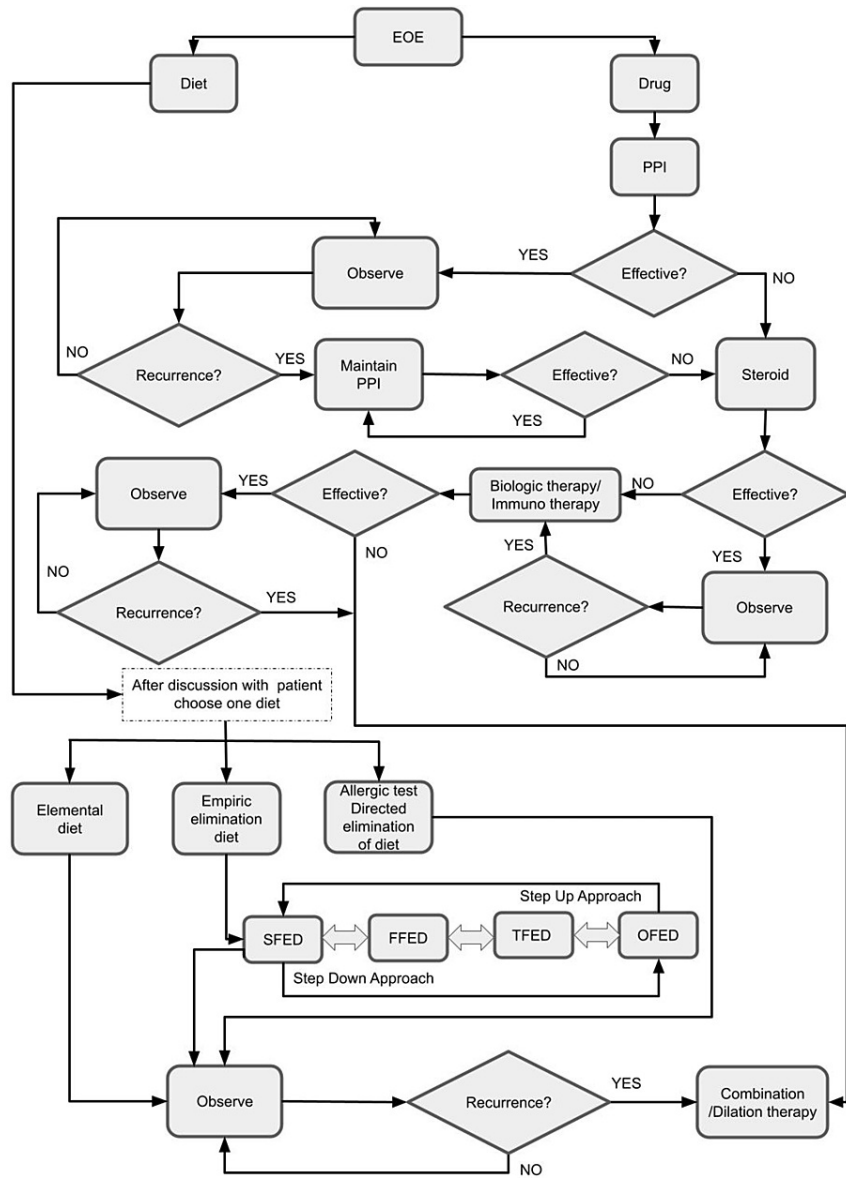 EOE
Diet
Drug
PPI
YES
Observe
Effective?
NO
NO
Recurrence?
YES
Maintain
PPI
Effective?
NO
Steroid
YES
Observe
YES
Effective?
Biologic therapy/
Immuno therapy
NO
Effective?
NO
YES
YES
NO
Recurrence?
YES
Recurrence?
Observe
NO
After discussion with patient
choose one diet
Elemental
diet
Empiric
elimination
diet
Allergic test
Directed
elimination
of diet
Step Up Approach
SFED
FFED
TFED
OFED
Step Down Approach
Observe
Recurrence?
YES
Combination
/Dilation therapy
NO